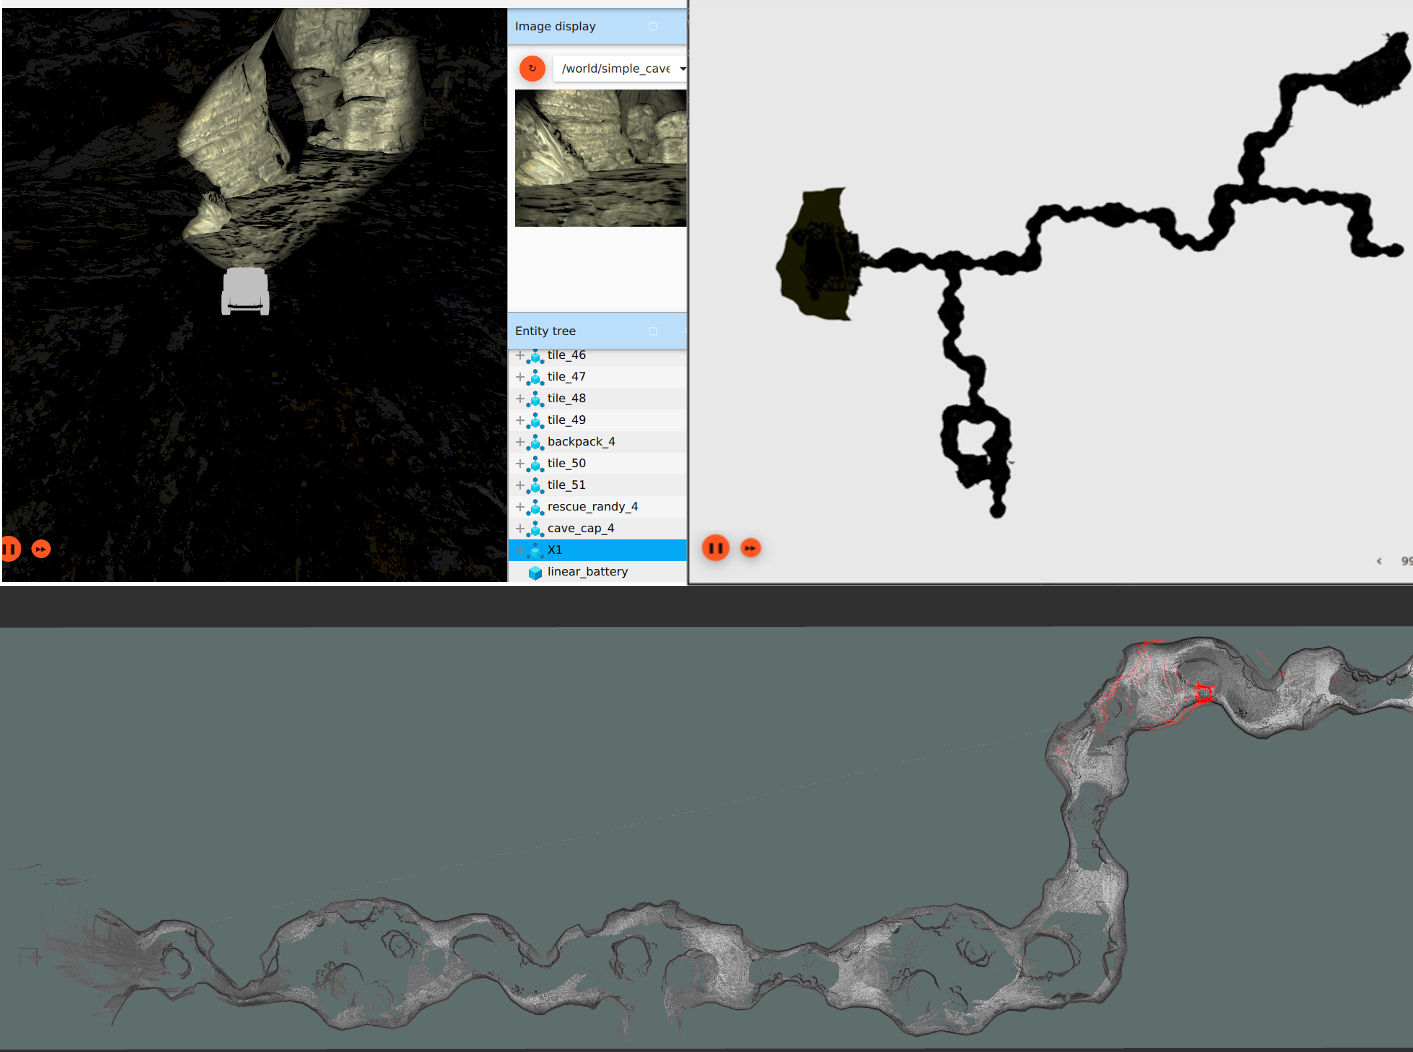 Image display
/world/simple_cave
Entity tree
tile_46
tile_47
tile_48
tile_49
backpack_4
tile_50
tile_51
rescue_randy_4
cave_cap_4
X1
linear_battery
99